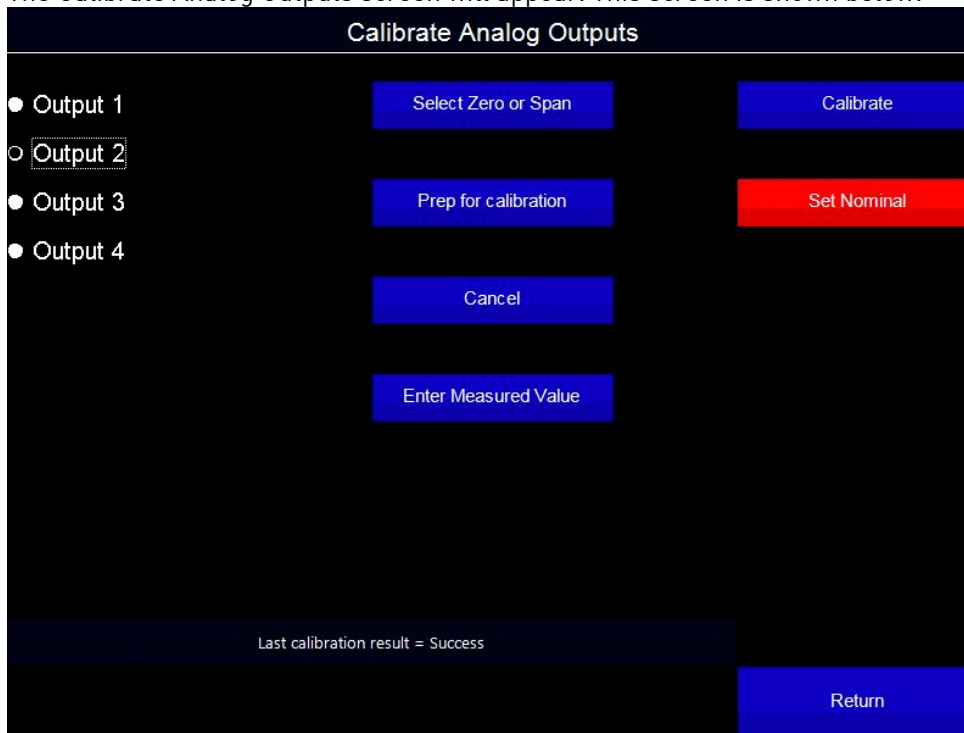 The Calibrate Analog Outputs screen will appear. This screen is shown below.
Calibrate Analog Outputs
Output 1
Select Zero or Span
Calibrate
Output 2
Output 3
Prep for calibration
Set Nominal
Output 4
Cancel
Enter Measured Value
Last calibration result = Success
Return